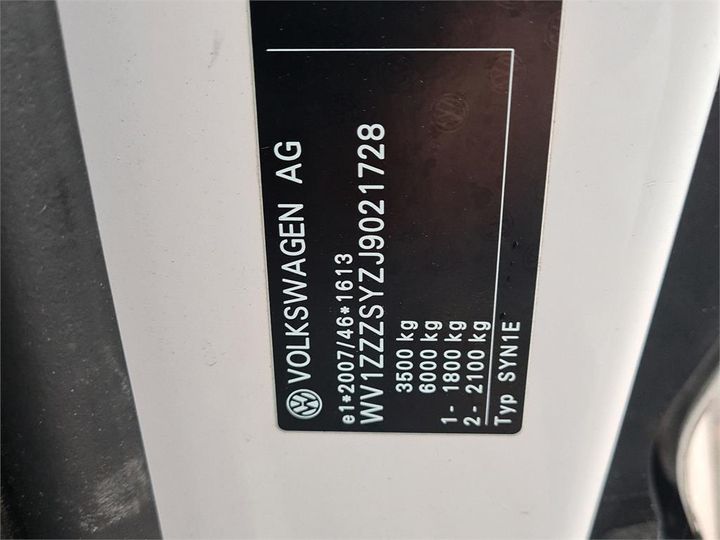 VOLKSWAGEN AG
e1*2007/46*1613
WV1ZZZSYZJ9021728
3500 kg
6000 kg
1- 1800 kg
2- 2100 kg
Typ SYN1E